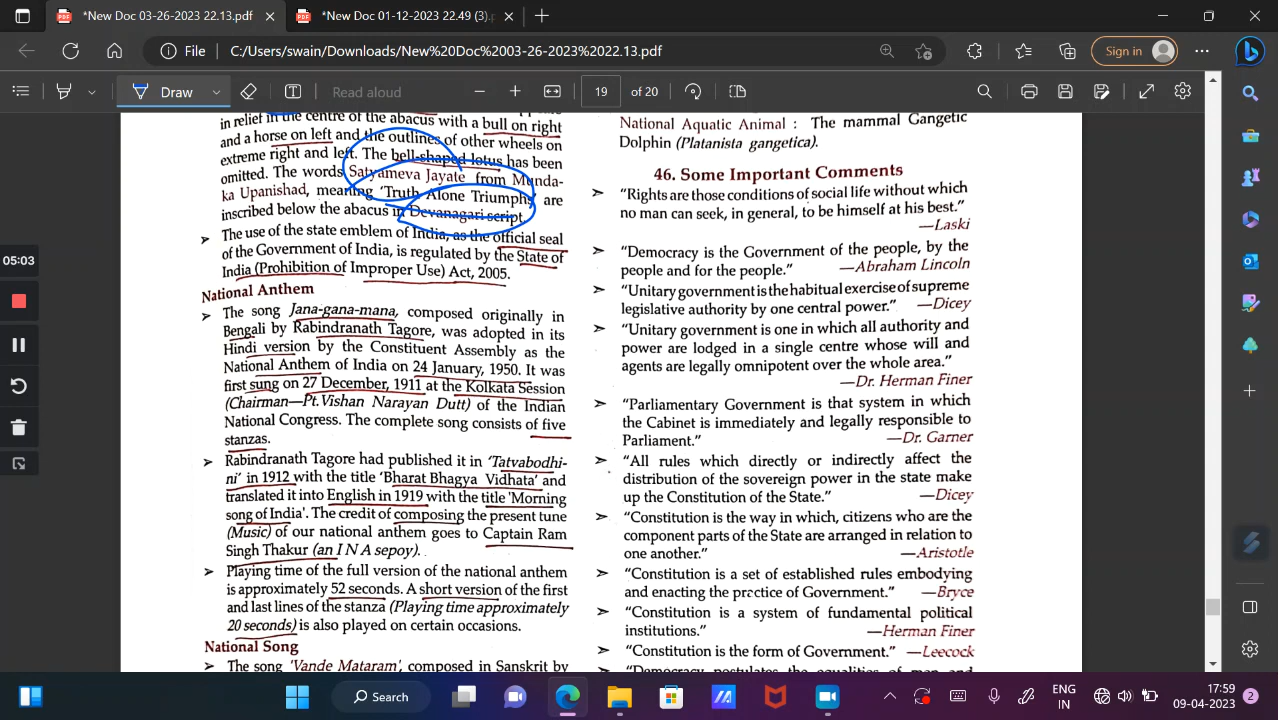 *New Doc 03-26-2023 22.13.pdf
*New Doc 01-12-2023 22.49 (3).pdf
File
C:/Users/swain/Downloads/New%20Doc%2003-26-2023%2022.13.pdf
Sign in
Draw
Read aloud
19
of 20
05:03
in relief in the centre of the abacus with a bull on right
and a horse on left and the outlines of other wheels on
extreme right and left. The bell-shaped lotus has been
omitted. The words Satyameva Jayate from Munda-
ka Upanishad, meaning 'Truth Alone Triumphs' are
inscribed below the abacus in Devanagari script.
➢ The use of the state emblem of India, as the official seal
of the Government of India, is regulated by the State of
India (Prohibition of Improper Use) Act, 2005.
National Anthem
➢ The song Jana-gana-mana, composed originally in
Bengali by Rabindranath Tagore, was adopted in its
Hindi version by the Constituent Assembly as the
National Anthem of India on 24 January, 1950. It was
first sung on 27 December, 1911 at the Kolkata Session
(Chairman—Pt.Vishan Narayan Dutt) of the Indian
National Congress. The complete song consists of five
stanzas.
➢ Rabindranath Tagore had published it in 'Tatvabodhi-
ni' in 1912 with the title 'Bharat Bhagya Vidhata' and
translated it into English in 1919 with the title 'Morning
song of India'. The credit of composing the present tune
(Music) of our national anthem goes to Captain Ram
Singh Thakur (an I N A sepoy).
➢ Playing time of the full version of the national anthem
is approximately 52 seconds. A short version of the first
and last lines of the stanza (Playing time approximately
20 seconds) is also played on certain occasions.
National Song
➢ The song 'Vande Mataram', composed in Sanskrit by
National Aquatic Animal : The mammal Gangetic
Dolphin (Platanista gangetica).
46. Some Important Comments
➢ "Rights are those conditions of social life without which
no man can seek, in general, to be himself at his best."
—Laski
➢ "Democracy is the Government of the people, by the
people and for the people." —Abraham Lincoln
➢ "Unitary government is the habitual exercise of supreme
legislative authority by one central power." —Dicey
➢ "Unitary government is one in which all authority and
power are lodged in a single centre whose will and
agents are legally omnipotent over the whole area."
—Dr. Herman Finer
➢ "Parliamentary Government is that system in which
the Cabinet is immediately and legally responsible to
Parliament." —Dr. Garner
➢ "All rules which directly or indirectly affect the
distribution of the sovereign power in the state make
up the Constitution of the State." —Dicey
➢ "Constitution is the way in which, citizens who are the
component parts of the State are arranged in relation to
one another." —Aristotle
➢ "Constitution is a set of established rules embodying
and enacting the practice of Government." —Bryce
➢ "Constitution is a system of fundamental political
institutions." —Herman Finer
➢ "Constitution is the form of Government." —Leecock
➢ "Democracy postulates the equalities of men and
Search
ENG
IN
17:59
09-04-2023
2